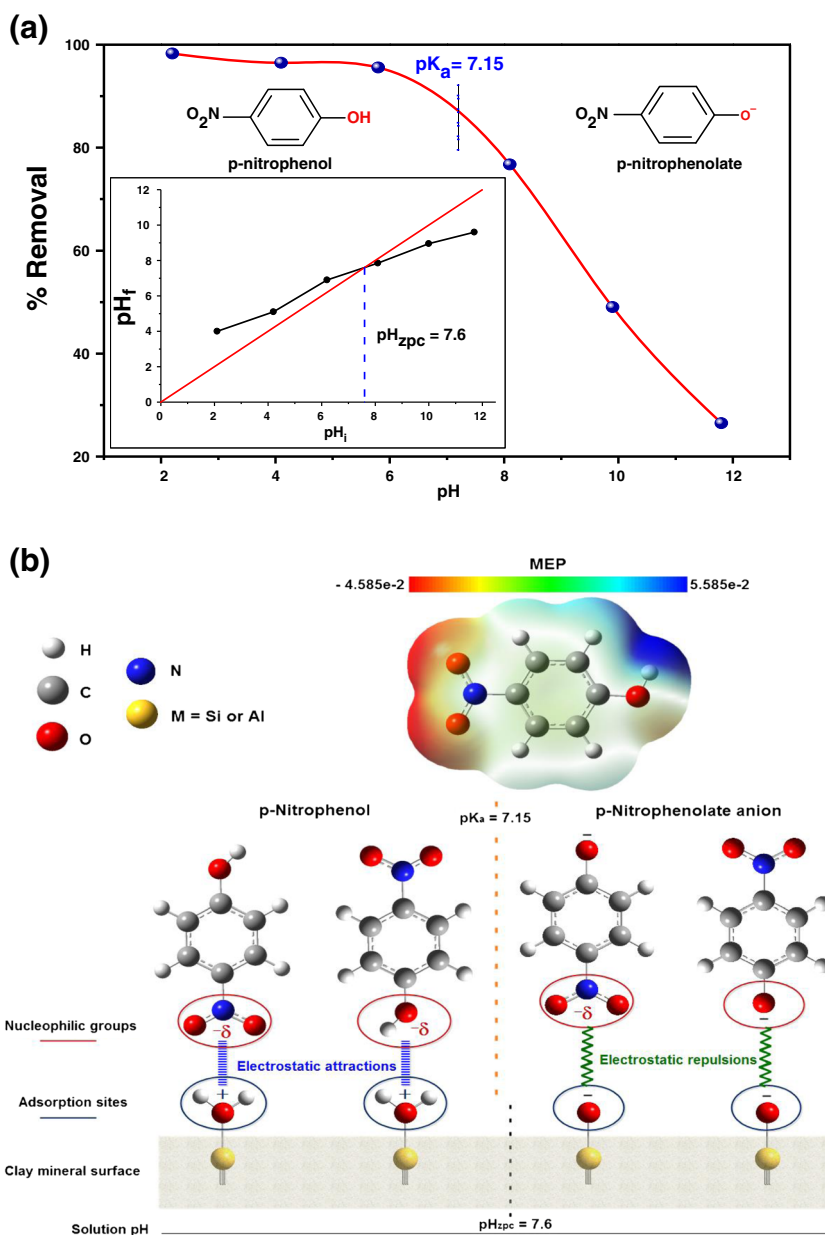 (a)
100
80
60
40
20
% Removal
2
4
6
8
10
12
pH
pKa = 7.15
O2N
OH
p-nitrophenol
O2N
O−
p-nitrophenolate
12
10
8
6
4
2
0
pHf
0
2
4
6
8
10
12
pHi
pHzpc = 7.6
(b)
MEP
- 4.585e-2
5.585e-2
H
C
O
N
M = Si or Al
p-Nitrophenol
pKa = 7.15
p-Nitrophenolate anion
−
Nucleophilic groups
−δ
−δ
−δ
−
Electrostatic attractions
Electrostatic repulsions
Adsorption sites
+
+
−
−
Clay mineral surface
Solution pH
pHzpc = 7.6